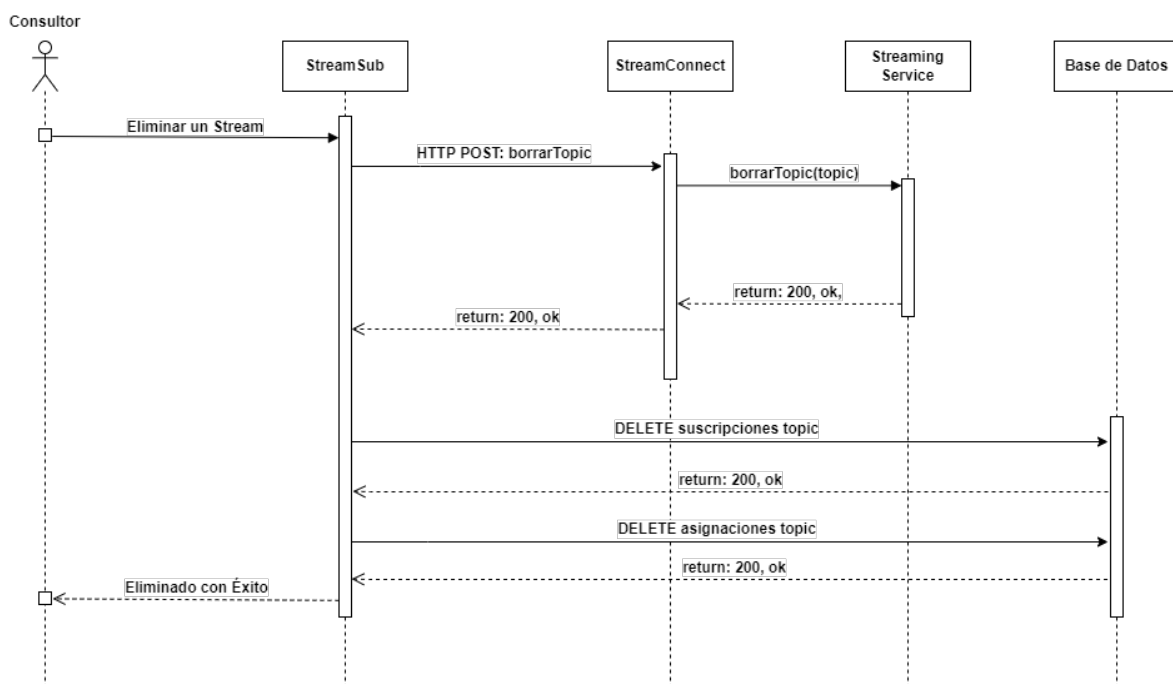 Consultor
StreamSub
StreamConnect
Streaming
Service
Base de Datos
Eliminar un Stream
HTTP POST: borrarTopic
borrarTopic(topic)
return: 200, ok,
return: 200, ok
DELETE suscripciones topic
return: 200, ok
DELETE asignaciones topic
return: 200, ok
Eliminado con Éxito